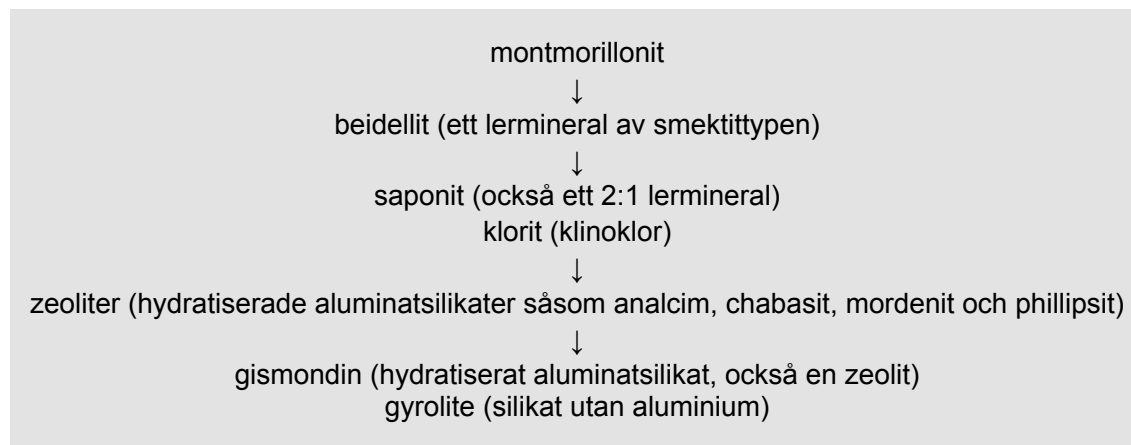 montmorillonit
↓
beidellit (ett lermineral av smektittypen)
↓
saponit (också ett 2:1 lermineral)
klorit (klinoklor)
↓
zeoliter (hydratiserade aluminatsilikater såsom analcim, chabasit, mordenit och phillipsit)
↓
gismondin (hydratiserat aluminatsilikat, också en zeolit)
gyrolite (silikat utan aluminium)